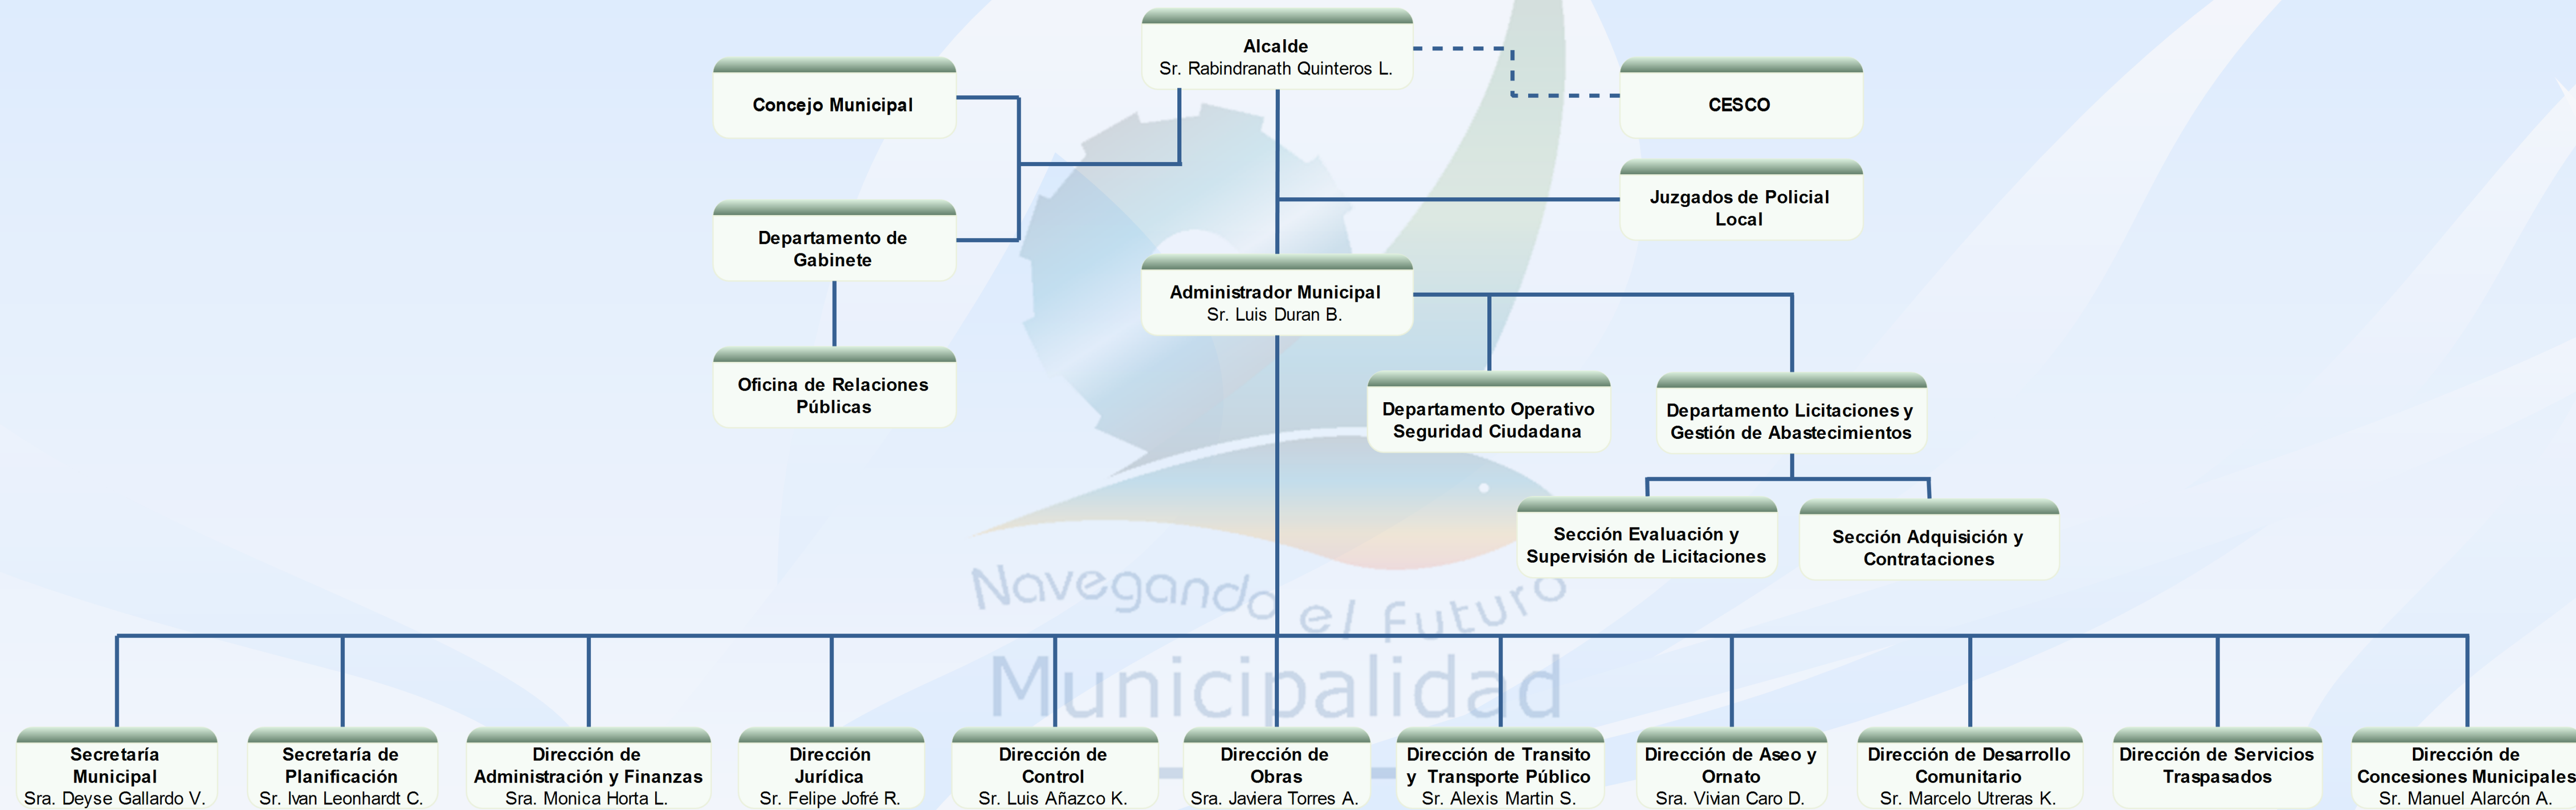 Alcalde
Sr. Rabindranath Quinteros L.
Concejo Municipal
CESCO
Juzgados de Policial
Local
Departamento de
Gabinete
Administrador Municipal
Sr. Luis Duran B.
Oficina de Relaciones
Públicas
Departamento Operativo
Seguridad Ciudadana
Departamento Licitaciones y
Gestión de Abastecimientos
Sección Evaluación y
Supervisión de Licitaciones
Sección Adquisición y
Contrataciones
Navegando el Futuro
Municipalidad
Secretaría
Municipal
Sra. Deyse Gallardo V.
Secretaría de
Planificación
Sr. Ivan Leonhardt C.
Dirección de
Administración y Finanzas
Sra. Monica Horta L.
Dirección
Jurídica
Sr. Felipe Jofré R.
Dirección de
Control
Sr. Luis Añazco K.
Dirección de
Obras
Sra. Javiera Torres A.
Dirección de Transito
y Transporte Público
Sr. Alexis Martin S.
Dirección de Aseo y
Ornato
Sra. Vivian Caro D.
Dirección de Desarrollo
Comunitario
Sr. Marcelo Utreras K.
Dirección de Servicios
Traspasados
Dirección de
Concesiones Municipales
Sr. Manuel Alarcón A.